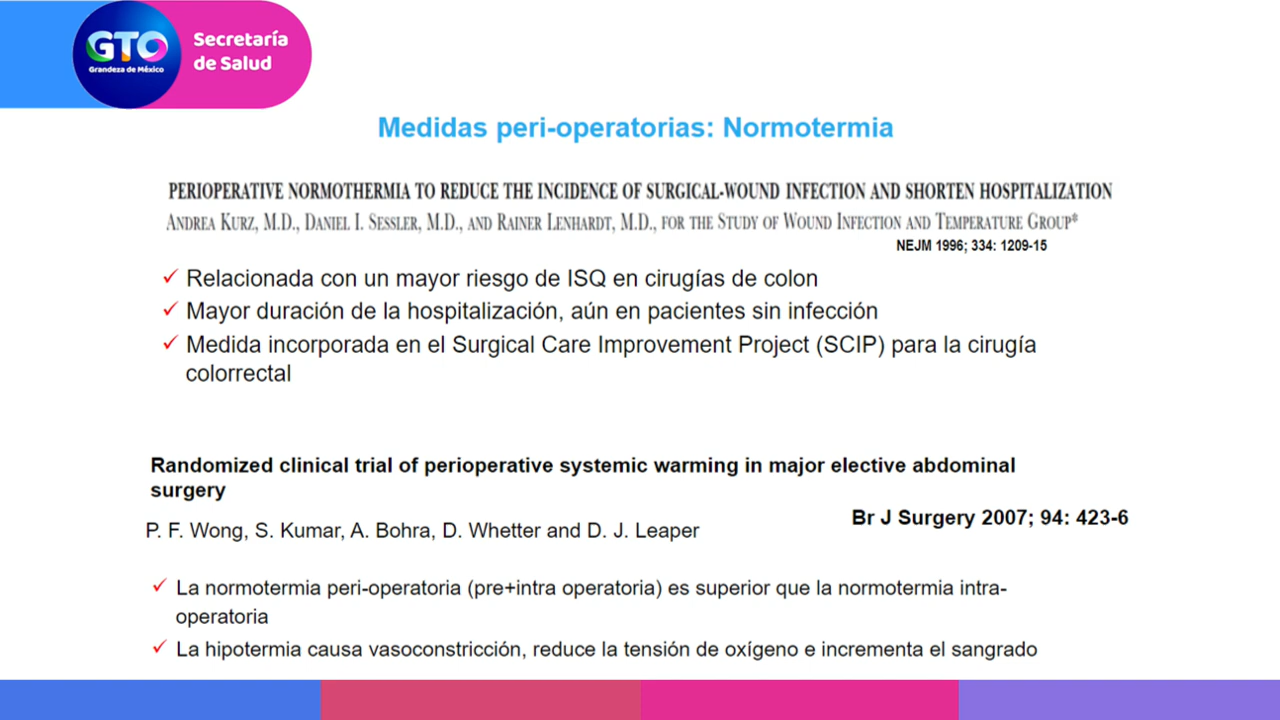 GTO
Grandeza de México
Secretaría
de Salud
Medidas peri-operatorias: Normotermia
PERIOPERATIVE NORMOTHERMIA TO REDUCE THE INCIDENCE OF SURGICAL-WOUND INFECTION AND SHORTEN HOSPITALIZATION
ANDREA KURZ, M.D., DANIEL I. SESSLER, M.D., AND RAINER LENHARDT, M.D., FOR THE STUDY OF WOUND INFECTION AND TEMPERATURE GROUP*
NEJM 1996; 334: 1209-15
✓ Relacionada con un mayor riesgo de ISQ en cirugías de colon
✓ Mayor duración de la hospitalización, aún en pacientes sin infección
✓ Medida incorporada en el Surgical Care Improvement Project (SCIP) para la cirugía
colorrectal
Randomized clinical trial of perioperative systemic warming in major elective abdominal
surgery
Br J Surgery 2007; 94: 423-6
P. F. Wong, S. Kumar, A. Bohra, D. Whetter and D. J. Leaper
✓ La normotermia peri-operatoria (pre+intra operatoria) es superior que la normotermia intra-
operatoria
✓ La hipotermia causa vasoconstricción, reduce la tensión de oxígeno e incrementa el sangrado